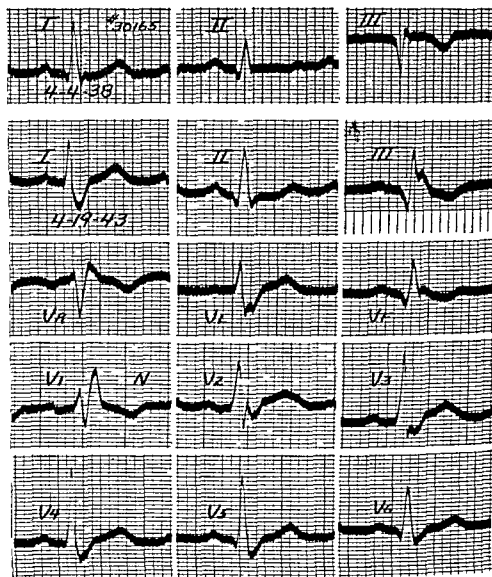 I #30165
II
III
4-4-38
I
II
III
4-19-43
VR
VL
VF
V1 N
V2
V3
V4
V5
V6